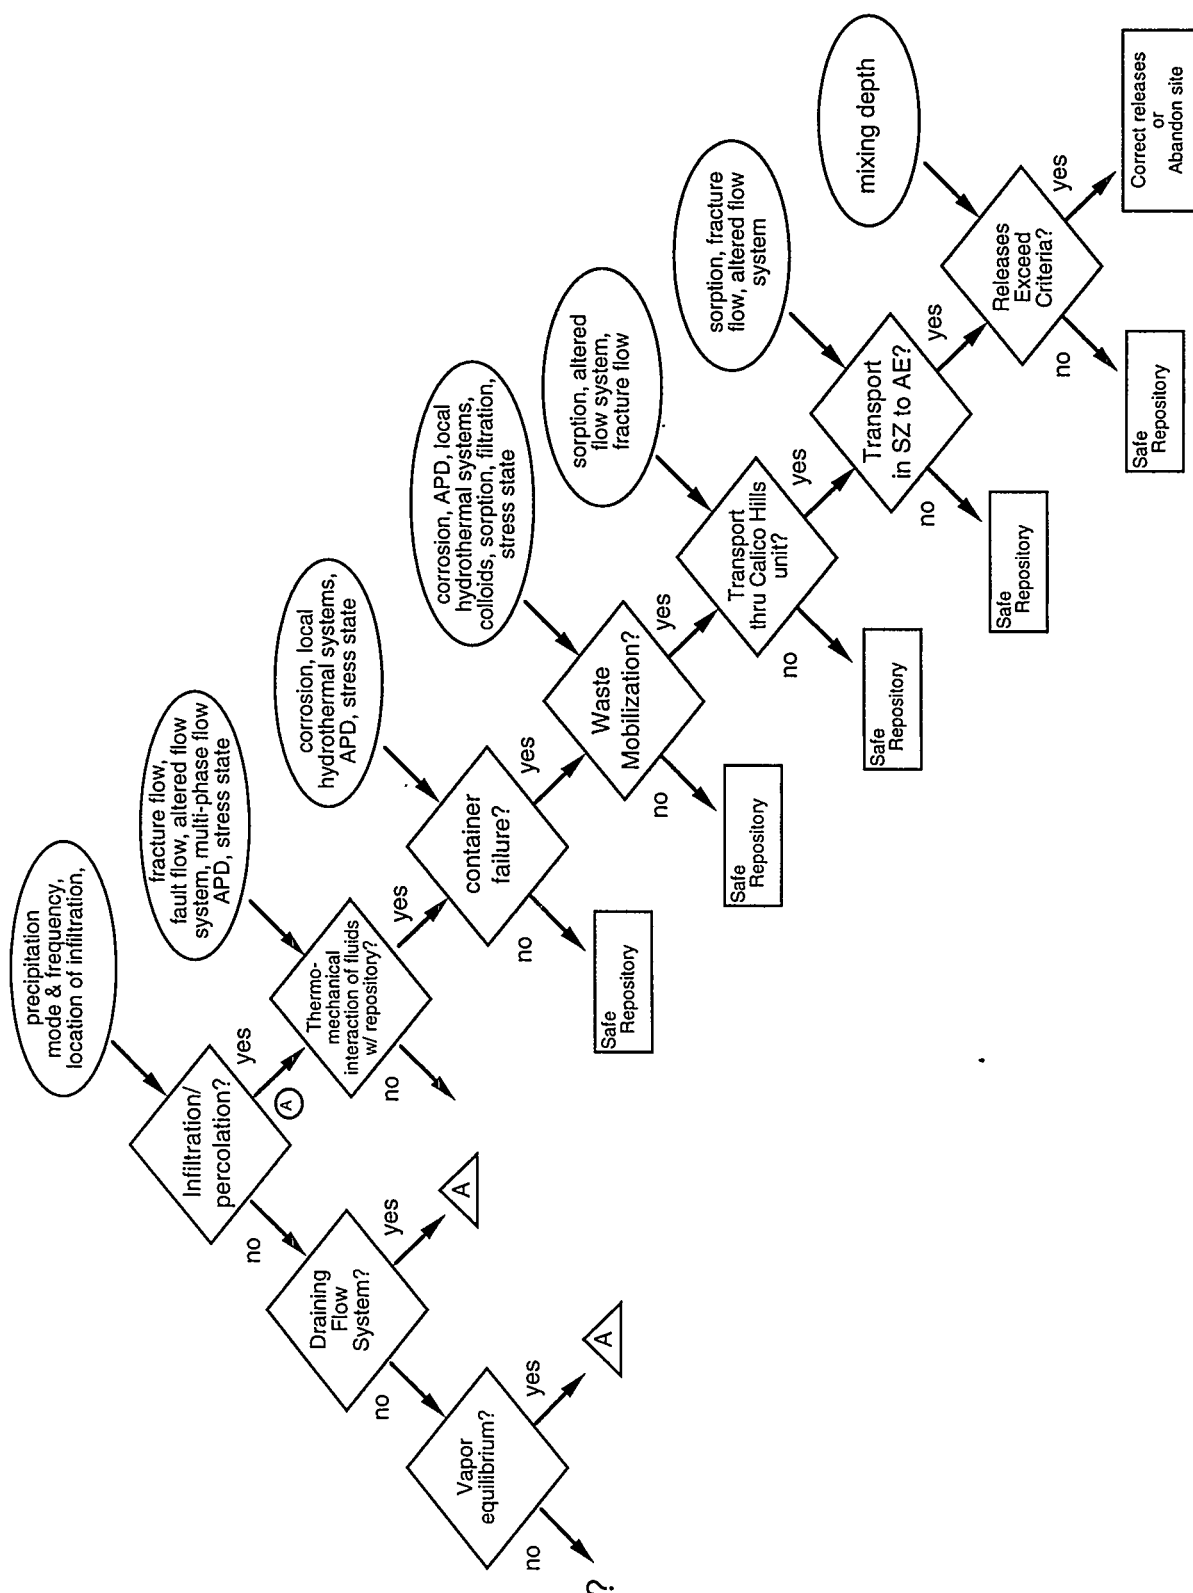 precipitation
mode & frequency,
location of infiltration,
Infiltration/
percolation?
yes
A
no
fracture flow,
fault flow, altered flow
system, multi-phase flow
APD, stress state
Thermo-
mechanical
interaction of fluids
w/ repository?
yes
no
Draining
Flow
System?
yes
A
no
Vapor
equilibrium?
yes
A
no
?
corrosion, local
hydrothermal systems,
APD, stress state
container
failure?
yes
no
Safe
Repository
corrosion, APD, local
hydrothermal systems,
colloids, sorption, filtration,
stress state
Waste
Mobilization?
yes
no
Safe
Repository
sorption, altered
flow system,
fracture flow
Transport
thru Calico Hills
unit?
yes
no
Safe
Repository
sorption, fracture
flow, altered flow
system
Transport
in SZ to AE?
yes
no
Safe
Repository
mixing depth
Releases
Exceed
Criteria?
yes
no
Safe
Repository
Correct releases
or
Abandon site